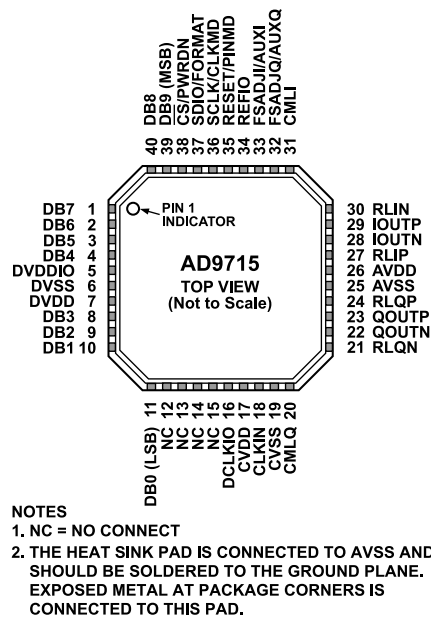 40 DB8
39 DB9 (MSB)
38 CS/PWRDN
37 SDIO/FORMAT
36 SCLK/CLKMD
35 RESET/PINMD
34 REFIO
33 FSADJI/AUXI
32 FSADJQ/AUXQ
31 CMLI
DB7 1
DB6 2
DB5 3
DB4 4
DVDDIO 5
DVSS 6
DVDD 7
DB3 8
DB2 9
DB1 10
PIN 1
INDICATOR
AD9715
TOP VIEW
(Not to Scale)
30 RLIN
29 IOUTP
28 IOUTN
27 RLIP
26 AVDD
25 AVSS
24 RLQP
23 QOUTP
22 QOUTN
21 RLQN
DB0 (LSB) 11
NC 12
NC 13
NC 14
NC 15
DCLKIO 16
CVDD 17
CLKIN 18
CVSS 19
CMLQ 20
NOTES
1. NC = NO CONNECT
2. THE HEAT SINK PAD IS CONNECTED TO AVSS AND
SHOULD BE SOLDERED TO THE GROUND PLANE.
EXPOSED METAL AT PACKAGE CORNERS IS
CONNECTED TO THIS PAD.